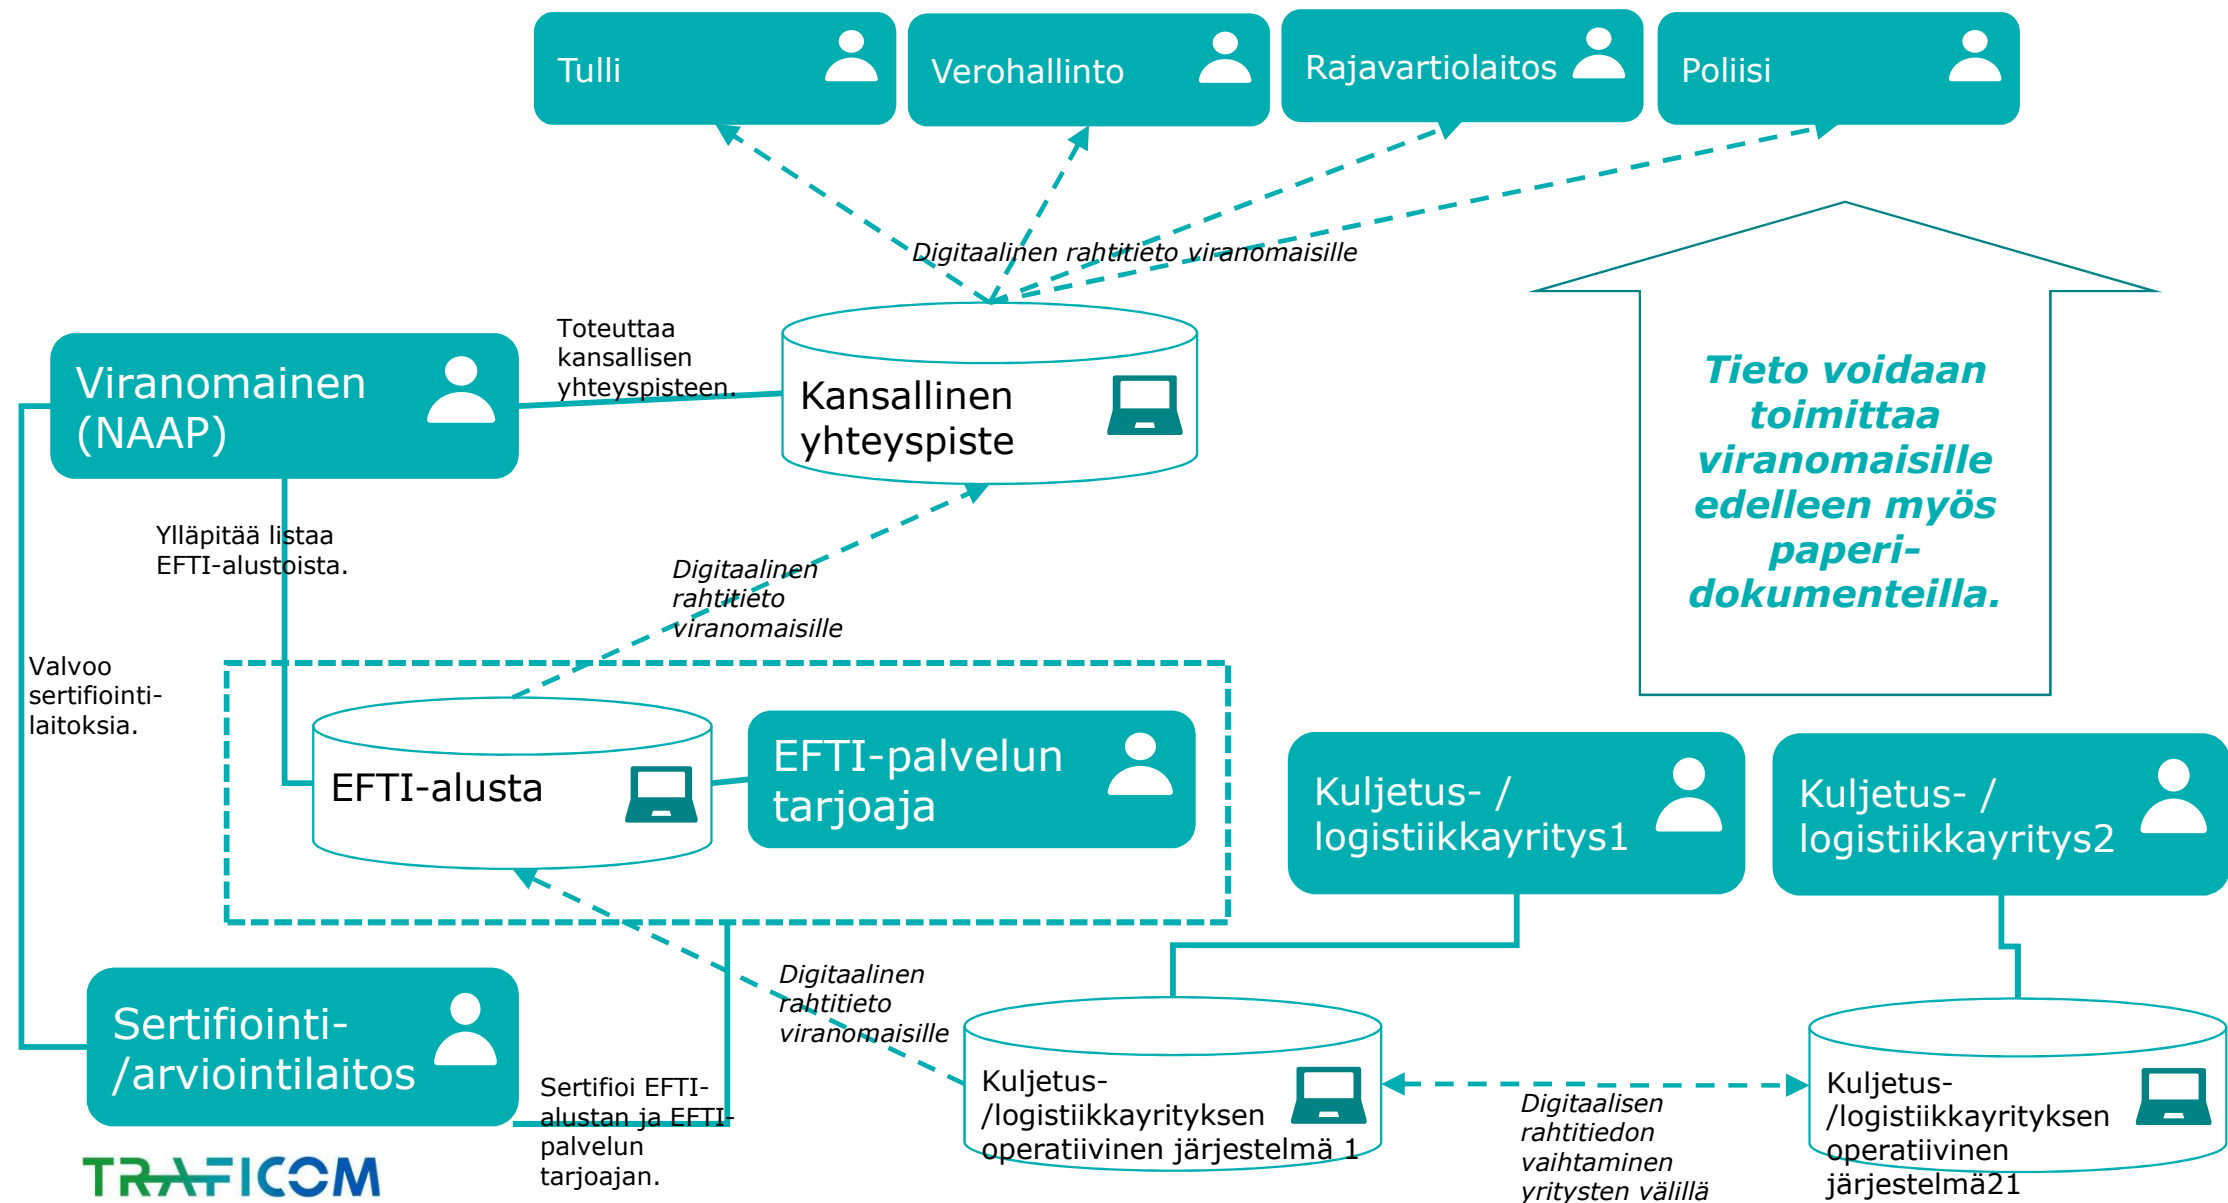 Tulli
Verohallinto
Rajavartiolaitos
Poliisi
Digitaalinen rahtitieto viranomaisille
Toteuttaa
kansallisen
yhteyspisteen.
Viranomainen
(NAAP)
Kansallinen
yhteyspiste
Tieto voidaan
toimittaa
viranomaisille
edelleen myös
paperi-
dokumenteilla.
Ylläpitää listaa
EFTI-alustoista.
Digitaalinen
rahtitieto
viranomaisille
Valvoo
sertifiointi-
laitoksia.
EFTI-alusta
EFTI-palvelun
tarjoaja
Kuljetus- /
logistiikkayritys1
Kuljetus- /
logistiikkayritys2
Digitaalinen
rahtitieto
viranomaisille
Sertifiointi-
/arviointilaitos
Sertifioi EFTI-
alustan ja EFTI-
palvelun
tarjoajan.
Kuljetus-
/logistiikkayrityksen
operatiivinen järjestelmä 1
Digitaalisen
rahtitiedon
vaihtaminen
yritysten välillä
Kuljetus-
/logistiikkayrityksen
operatiivinen
järjestelmä21
TRAFICOM